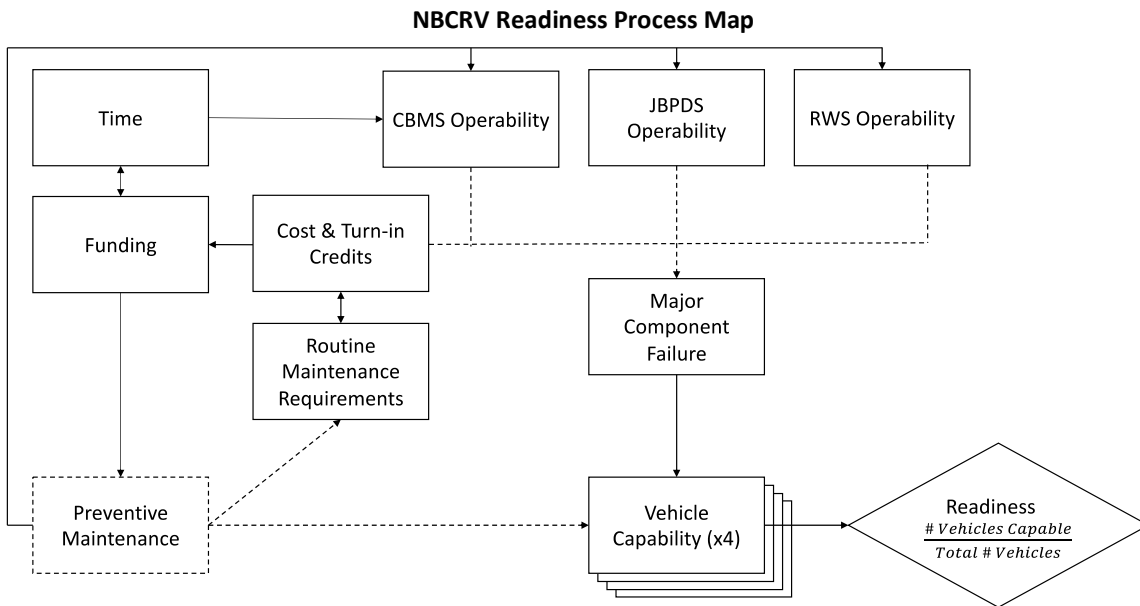 NBCRV Readiness Process Map
Time
CBMS Operability
JBPDS
Operability
RWS Operability
Funding
Cost & Turn-in
Credits
Major
Component
Failure
Routine
Maintenance
Requirements
Preventive
Maintenance
Vehicle
Capability (x4)
Readiness
# Vehicles Capable
Total # Vehicles